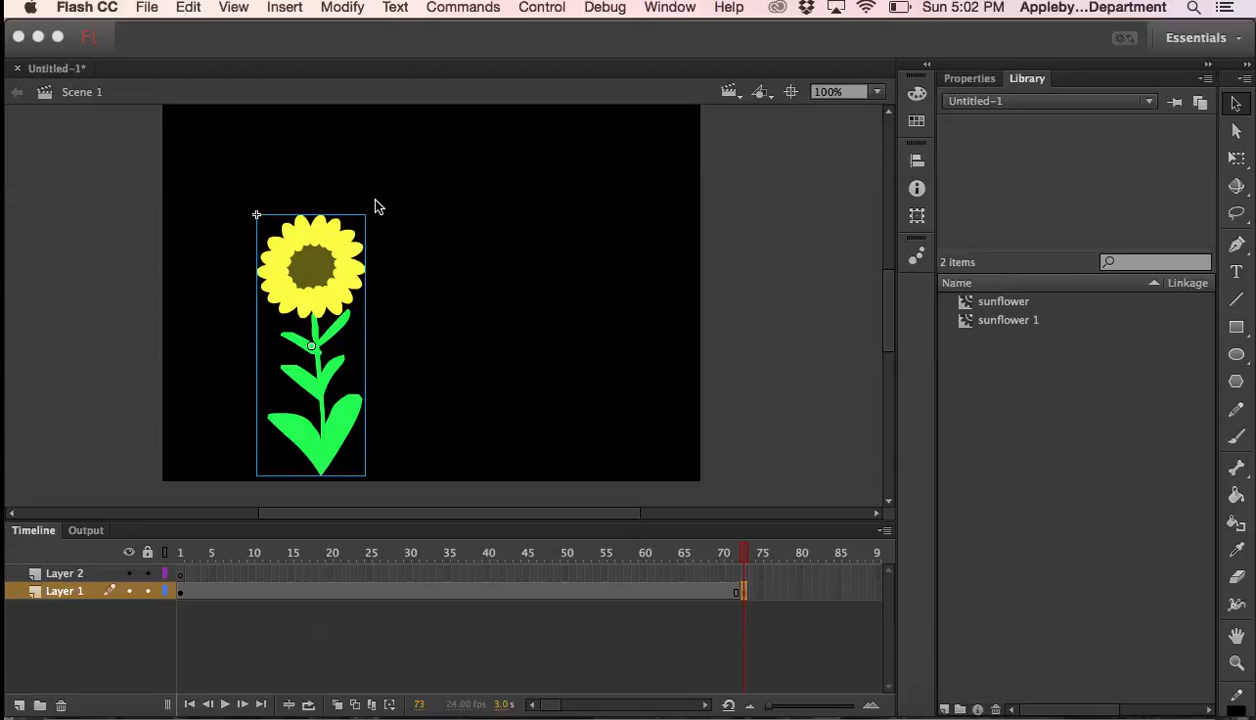 Flash CC File Edit View Insert Modify Text Commands Control Debug Window Help Sun 5:02 PM Appleby...Department
Fl Essentials
× Untitled-1*
Scene 1 100%
Properties Library
Untitled-1
2 items
Name Linkage
sunflower
sunflower 1
Timeline Output
1 5 10 15 20 25 30 35 40 45 50 55 60 65 70 75 80 85 9
Layer 2
Layer 1
73 24.00 fps 3.0 s